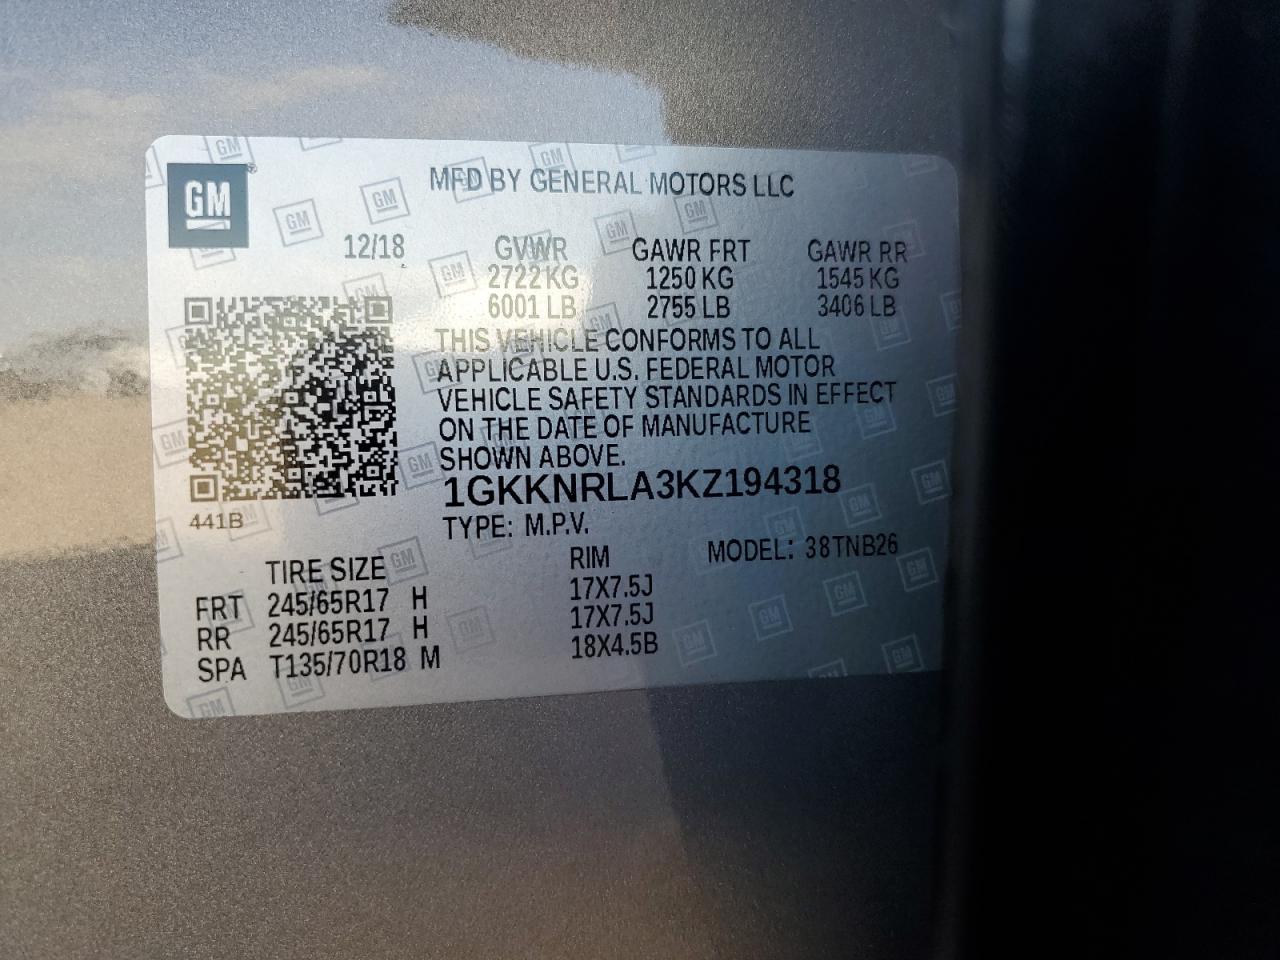 GM
MFD BY GENERAL MOTORS LLC
12/18 GVWR GAWR FRT GAWR RR
2722 KG 1250 KG 1545 KG
6001 LB 2755 LB 3406 LB
THIS VEHICLE CONFORMS TO ALL
APPLICABLE U.S. FEDERAL MOTOR
VEHICLE SAFETY STANDARDS IN EFFECT
ON THE DATE OF MANUFACTURE
SHOWN ABOVE.
1GKKNRLA3KZ194318
441B
TYPE: M.P.V.
MODEL: 38TNB26
TIRE SIZE RIM
FRT 245/65R17 H 17X7.5J
RR 245/65R17 H 17X7.5J
SPA T135/70R18 M 18X4.5B